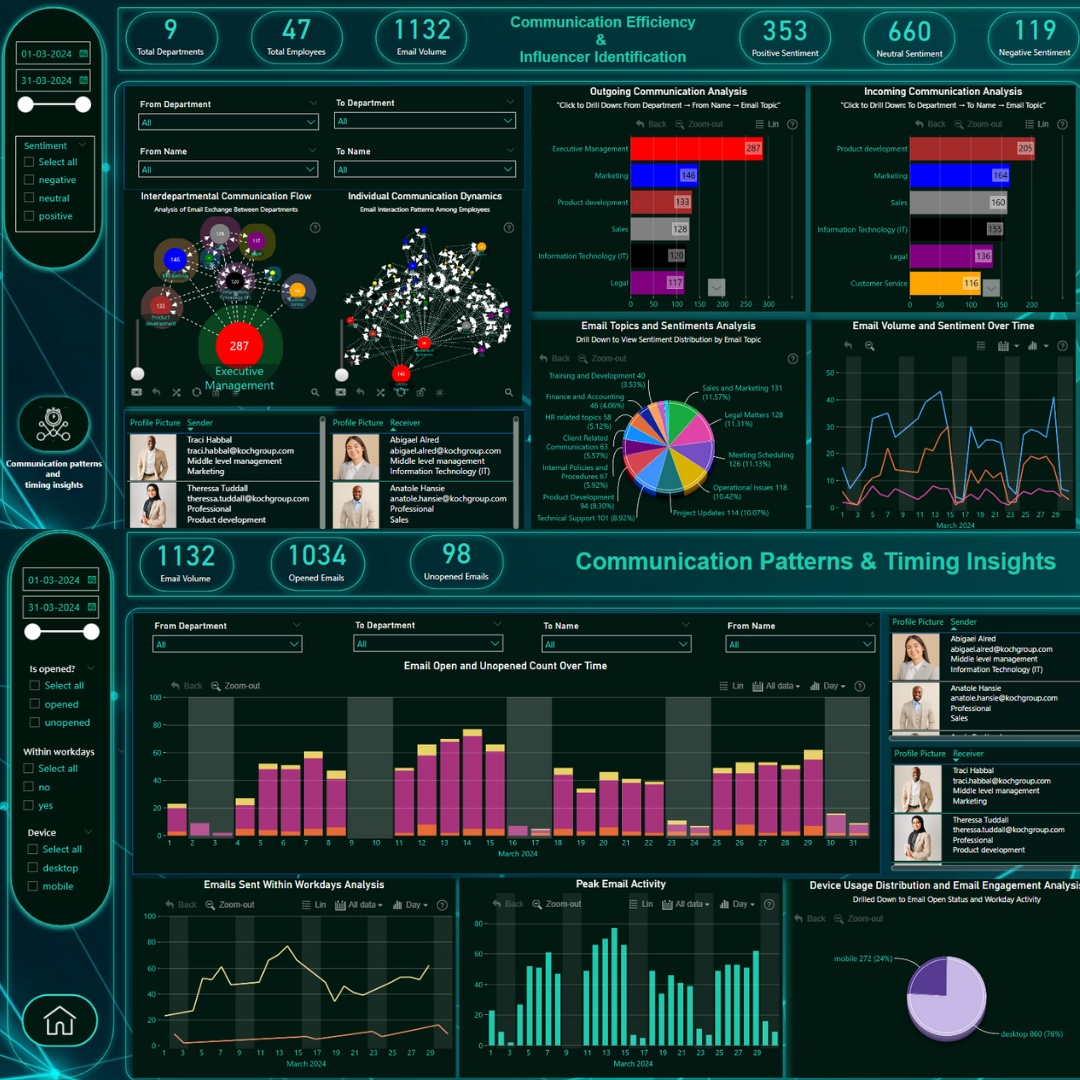 9
Total Departments
47
Total Employees
1132
Email Volume
Communication Efficiency
&
Influencer Identification
353
Positive Sentiment
660
Neutral Sentiment
119
Negative Sentiment
01-03-2024
31-03-2024
Sentiment
Select all
negative
neutral
positive
Communication patterns
and
timing insights
From Department
All
To Department
All
From Name
All
To Name
All
Interdepartmental Communication Flow
Analysis of Email Exchange Between Departments
146
117
133
Product
development
120
287
Executive
Management
Individual Communication Dynamics
Email Interaction Patterns Among Employees
Profile Picture Sender
Traci Habbal
traci.habbal@kochgroup.com
Middle level management
Marketing
Theresa Tuddall
theressa.tuddall@kochgroup.com
Professional
Product development
Profile Picture Receiver
Abigael Alred
abigael.alred@kochgroup.com
Middle level management
Information Technology (IT)
Anatole Hansie
anatole.hansie@kochgroup.com
Professional
Sales
Outgoing Communication Analysis
"Click to Drill Down: From Department → From Name → Email Topic"
Back Zoom-out Lin ?
Executive Management 287
Marketing 146
Product development 133
Sales 128
Information Technology (IT) 120
Legal 117
0 50 100 150 200 250 300
Incoming Communication Analysis
"Click to Drill Down: To Department → To Name → Email Topic"
Back Zoom-out Lin ?
Product development 205
Marketing 164
Sales 160
Information Technology (IT) 155
Legal 136
Customer Service 116
0 50 100 150 200
Email Topics and Sentiments Analysis
Drill Down to View Sentiment Distribution by Email Topic
Back Zoom-out ?
Training and Development 40
(3.53%)
Finance and Accounting
46 (4.06%)
HR related topics 58
(5.12%)
Client Related
Communication 63
(5.57%)
Internal Policies and
Procedures 67
(5.92%)
Product Development
94 (8.30%)
Technical Support 101 (8.92%)
Sales and Marketing 131
(11.57%)
Legal Matters 128
(11.31%)
Meeting Scheduling
126 (11.13%)
Operational Issues 118
(10.42%)
Project Updates 114 (10.07%)
Email Volume and Sentiment Over Time
50
40
30
20
10
0
1 3 5 7 9 11 13 15 17 19 21 23 25 27 29
March 2024
1132
Email Volume
1034
Opened Emails
98
Unopened Emails
Communication Patterns & Timing Insights
01-03-2024
31-03-2024
Is opened?
Select all
opened
unopened
Within workdays
Select all
no
yes
Device
Select all
desktop
mobile
From Department
All
To Department
All
To Name
All
From Name
All
Email Open and Unopened Count Over Time
Back Zoom-out Lin All data Day ?
100
80
60
40
20
0
1 2 3 4 5 6 7 8 9 10 11 12 13 14 15 16 17 18 19 20 21 22 23 24 25 26 27 28 29 30 31
March 2024
Profile Picture Sender
Abigael Alred
abigael.alred@kochgroup.com
Middle level management
Information Technology (IT)
Anatole Hansie
anatole.hansie@kochgroup.com
Professional
Sales
Profile Picture Receiver
Traci Habbal
traci.habbal@kochgroup.com
Middle level management
Marketing
Theressa Tuddall
theressa.tuddall@kochgroup.com
Professional
Product development
Emails Sent Within Workdays Analysis
Back Zoom-out Lin All data Day ?
100
80
60
40
20
0
1 3 5 7 9 11 13 15 17 19 21 23 25 27 29
March 2024
Peak Email Activity
Back Zoom-out Lin All data Day ?
80
60
40
20
0
1 3 5 7 9 11 13 15 17 19 21 23 25 27 29
March 2024
Device Usage Distribution and Email Engagement Analysis
Drilled Down to Email Open Status and Workday Activity
Back Zoom-out
mobile 272 (24%)
desktop 860 (76%)